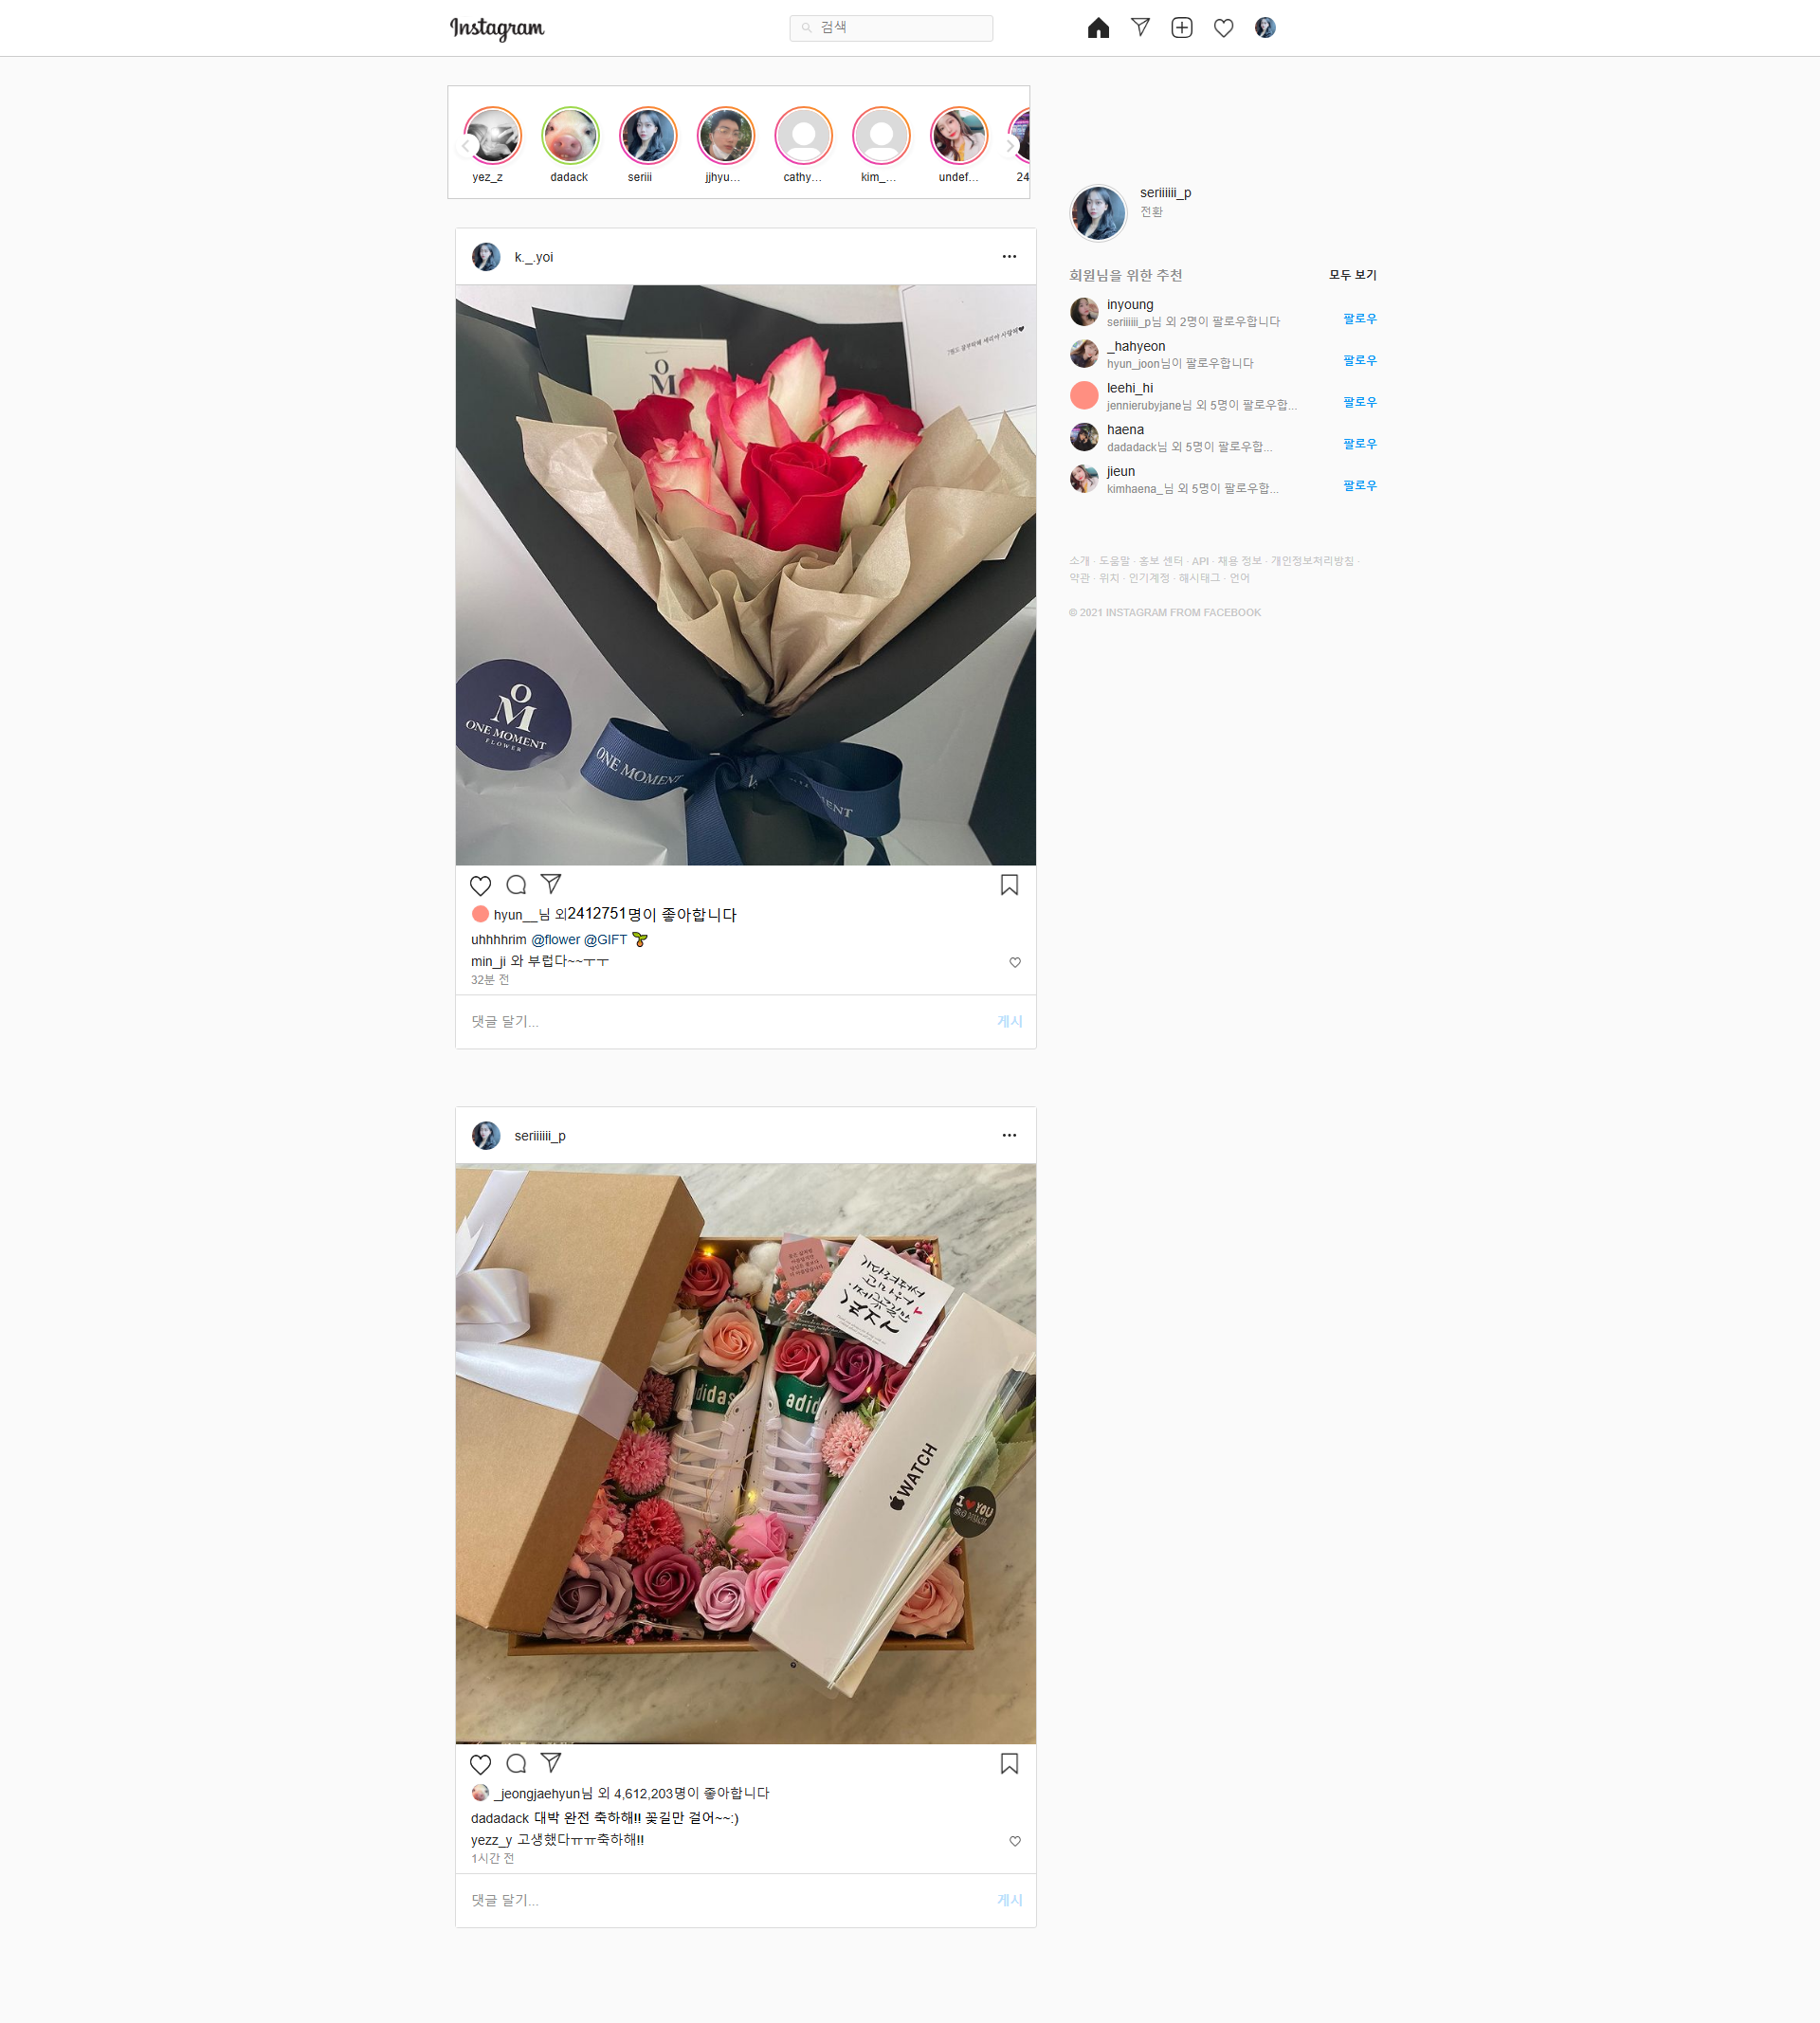 Instagram
검색
yez_z
dadack
seriii
jjhyu...
cathy...
kim_...
undef...
24
seriiiiii_p
전환
회원님을 위한 추천 모두 보기
inyoung
seriiiiii_p님 외 2명이 팔로우합니다
팔로우
_hahyeon
hyun_joon님이 팔로우합니다
팔로우
leehi_hi
jennierubyjane님 외 5명이 팔로우합...
팔로우
haena
dadadack님 외 5명이 팔로우합...
팔로우
jieun
kimhaena_님 외 5명이 팔로우합...
팔로우
소개 · 도움말 · 홍보 센터 · API · 채용 정보 · 개인정보처리방침 ·
약관 · 위치 · 인기계정 · 해시태그 · 언어
© 2021 INSTAGRAM FROM FACEBOOK
k._.yoi
O
M
O
M
ONE MOMENT
FLOWER
ONE MOMENT
hyun__님 외2412751명이 좋아합니다
uhhhhrim @flower @GIFT 🌱
min_ji 와 부럽다~~ㅜㅜ
32분 전
댓글 달기...
게시
seriiiiii_p
adidas
adid
WATCH
I ♥ YOU
_jeongjaehyun님 외 4,612,203명이 좋아합니다
dadadack 대박 완전 축하해!! 꽃길만 걸어~~:)
yezz_y 고생했다ㅠㅠ축하해!!
1시간 전
댓글 달기...
게시